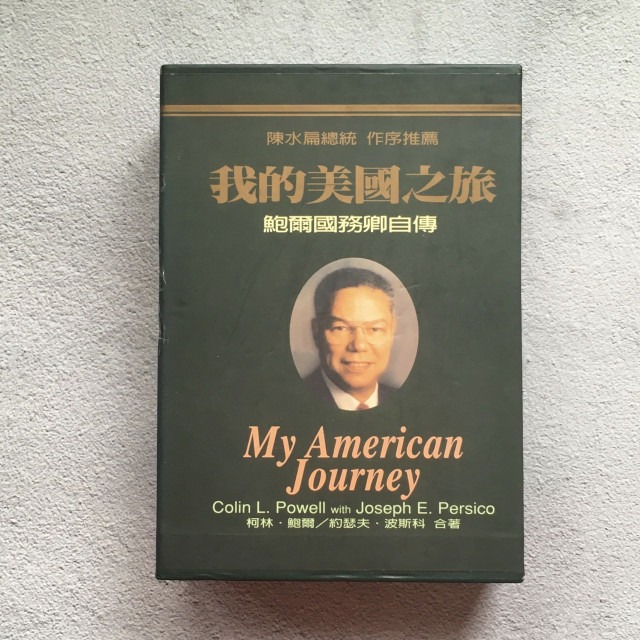 陳水扁總統 作序推薦
我的美國之旅
鮑爾國務卿自傳
My American
Journey
Colin L. Powell with Joseph E. Persico
柯林・鮑爾／約瑟夫・波斯科 合著